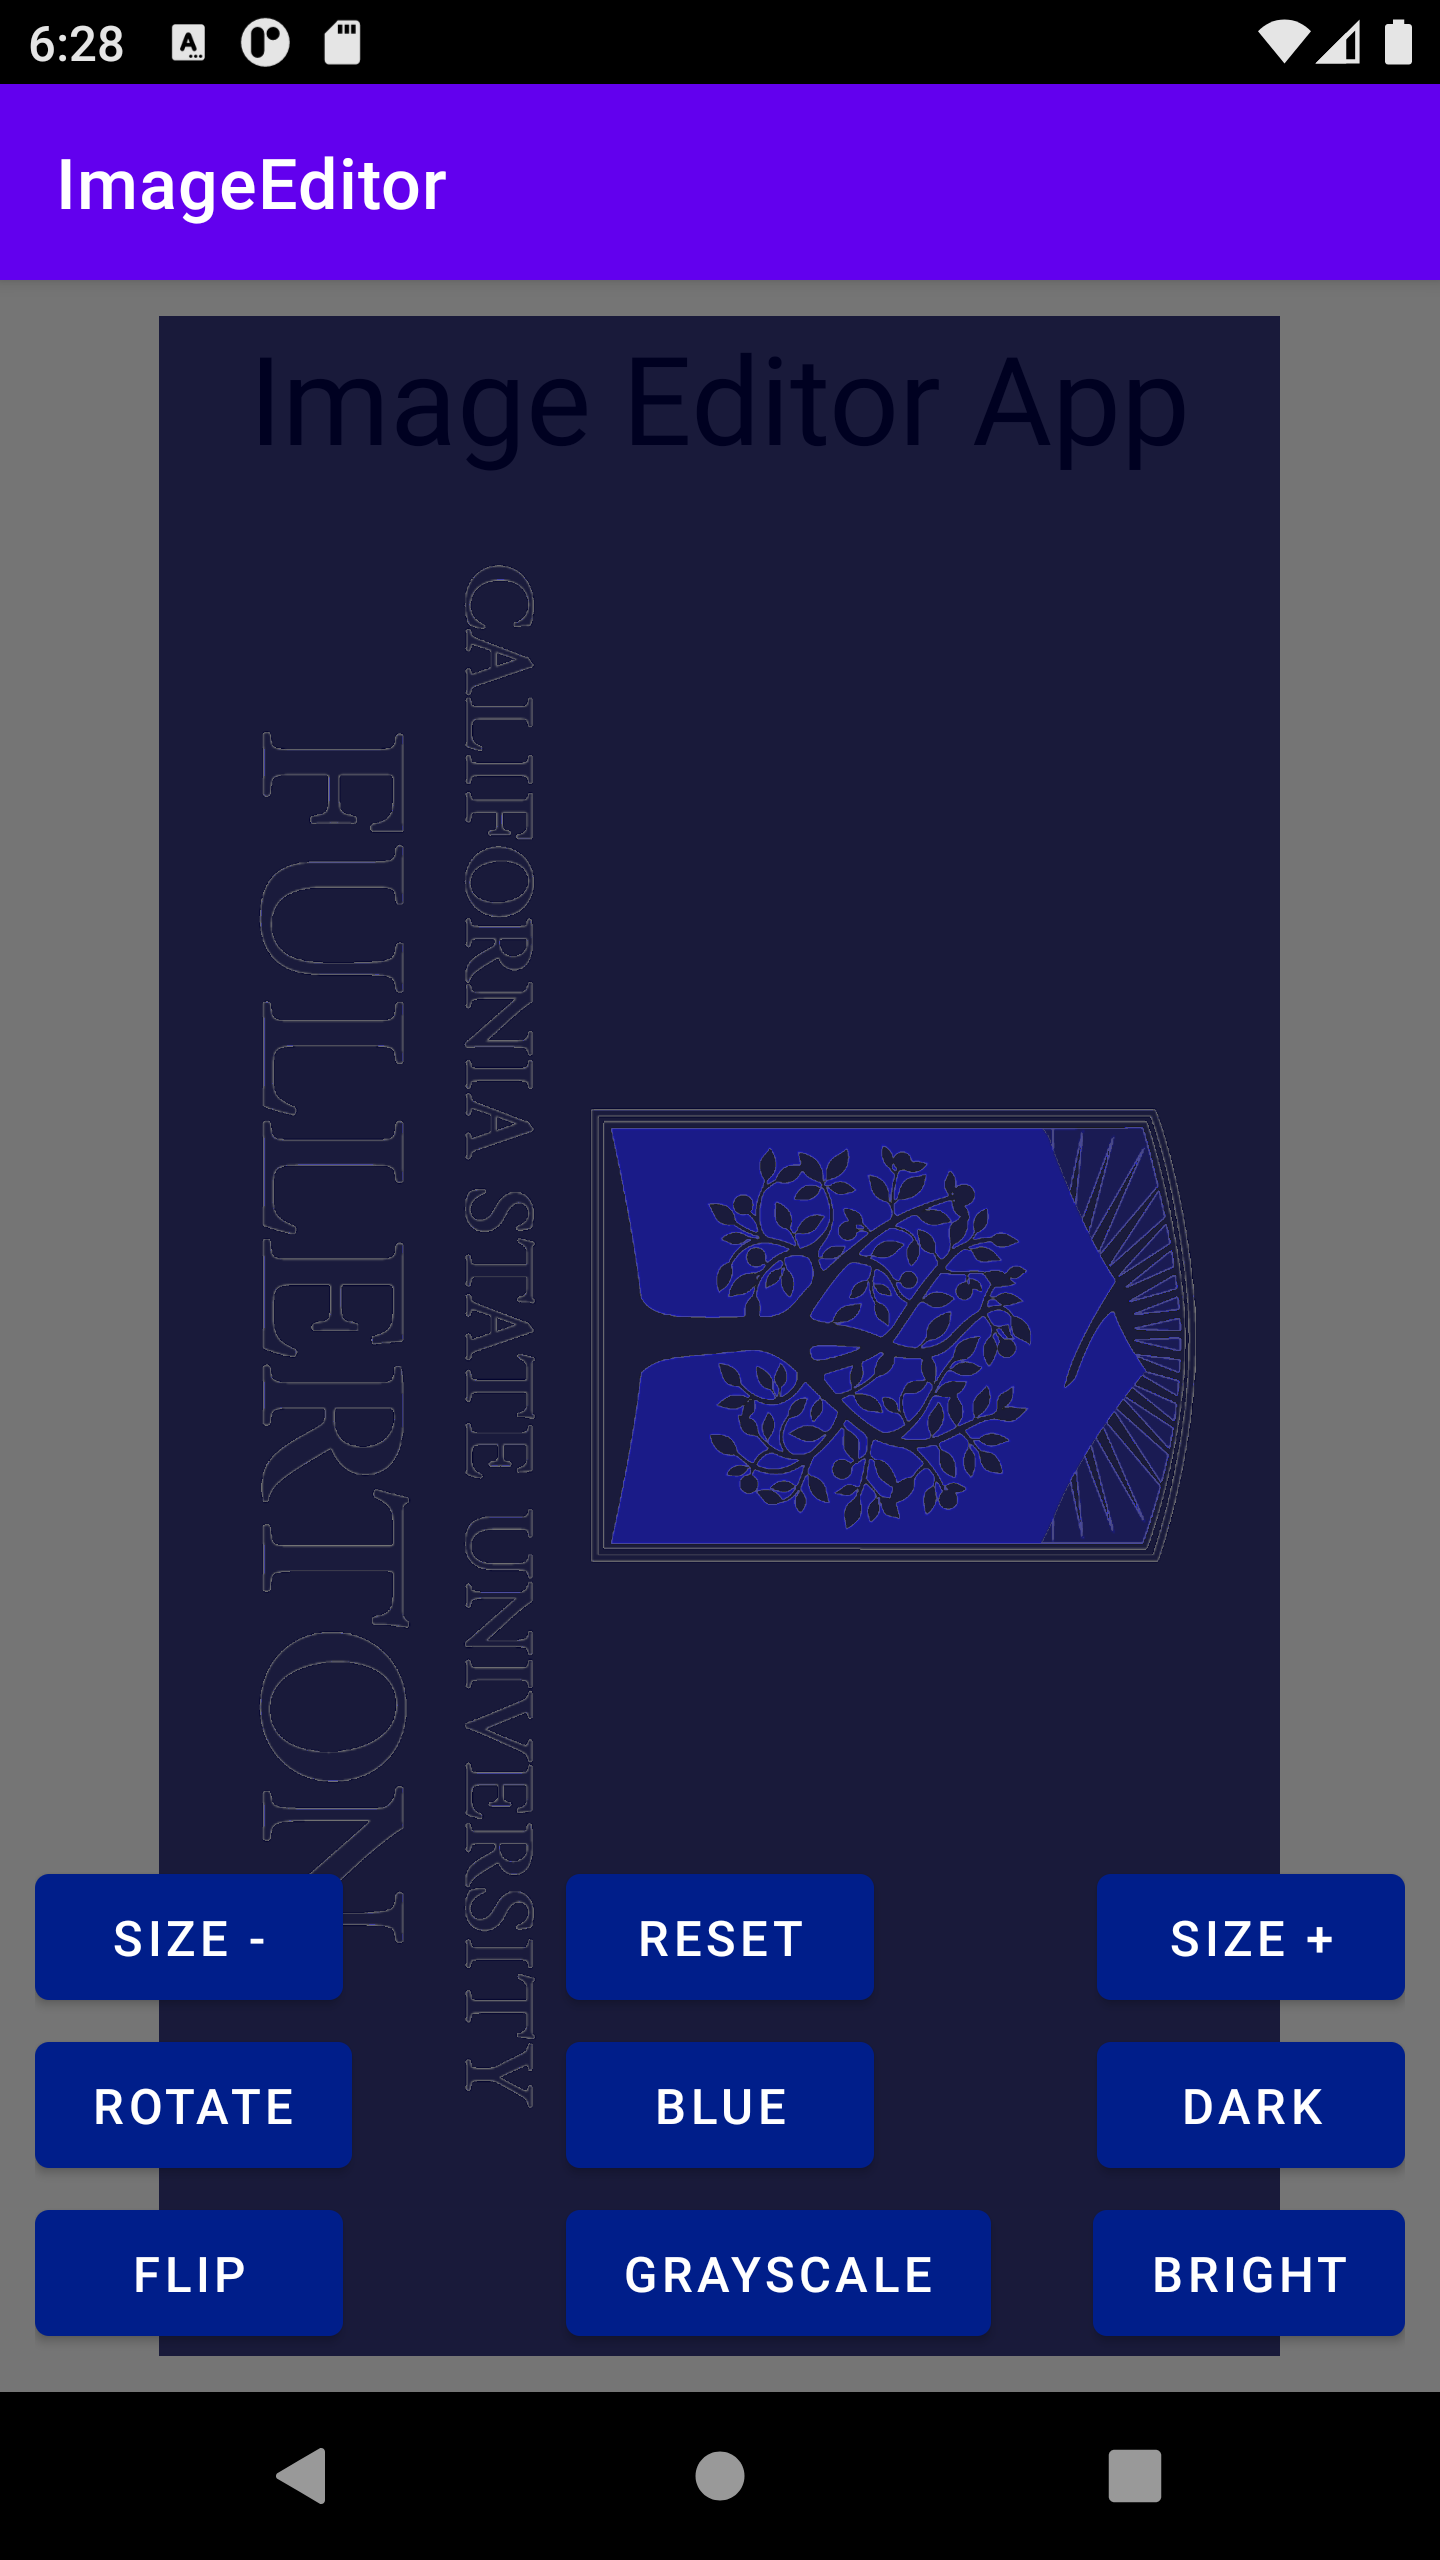 6:28
ImageEditor
Image Editor App
CALIFORNIA STATE UNIVERSITY
FULLERTON
SIZE - RESET SIZE +
ROTATE BLUE DARK
FLIP GRAYSCALE BRIGHT